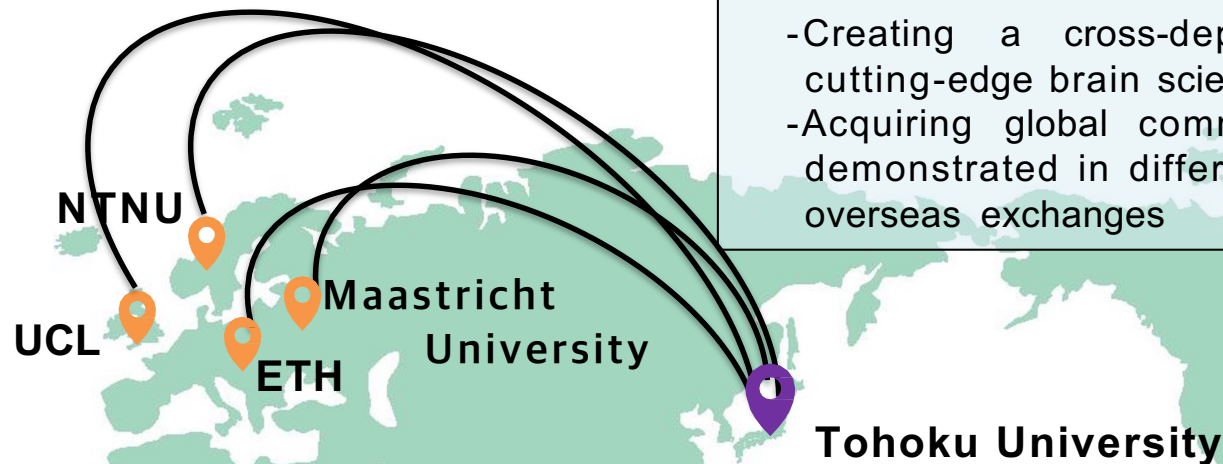 -Creating a cross-dep
cutting-edge brain scie
-Acquiring global comm
demonstrated in differ
overseas exchanges
NTNU
Maastricht
University
UCL
ETH
Tohoku University